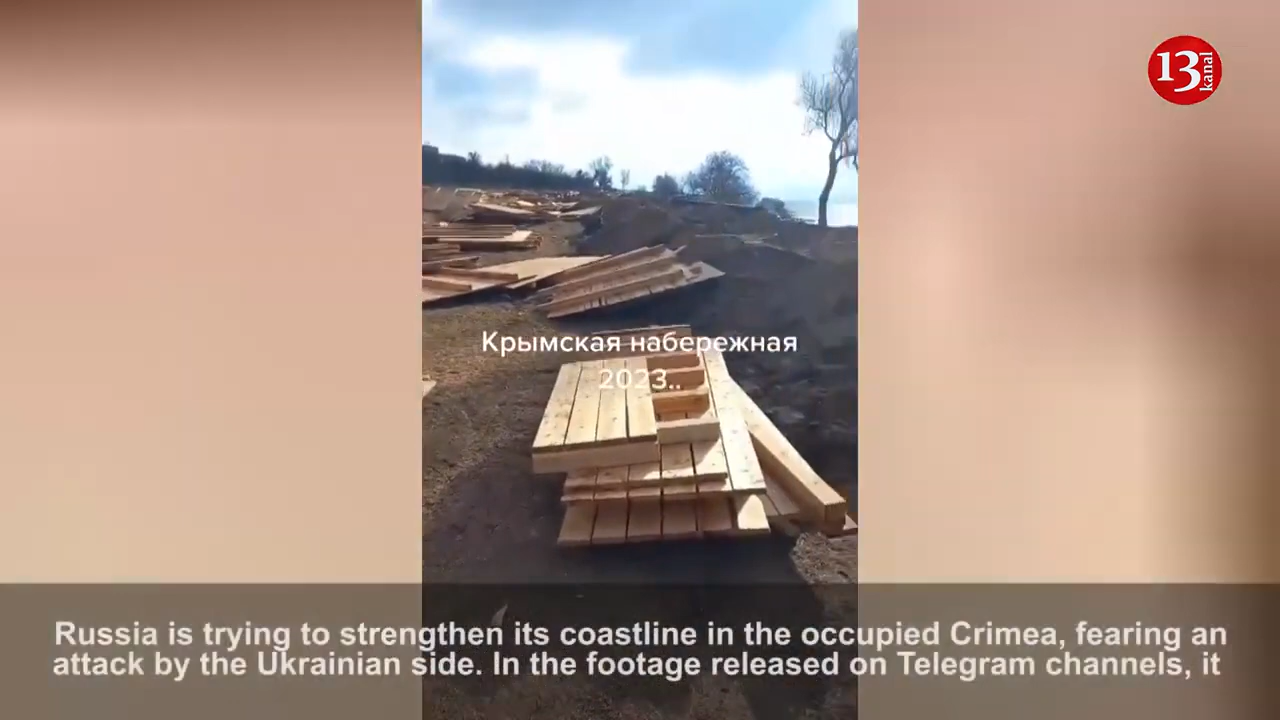 13 kanal
Крымская набережная
2023..
Russia is trying to strengthen its coastline in the occupied Crimea, fearing an
attack by the Ukrainian side. In the footage released on Telegram channels, it